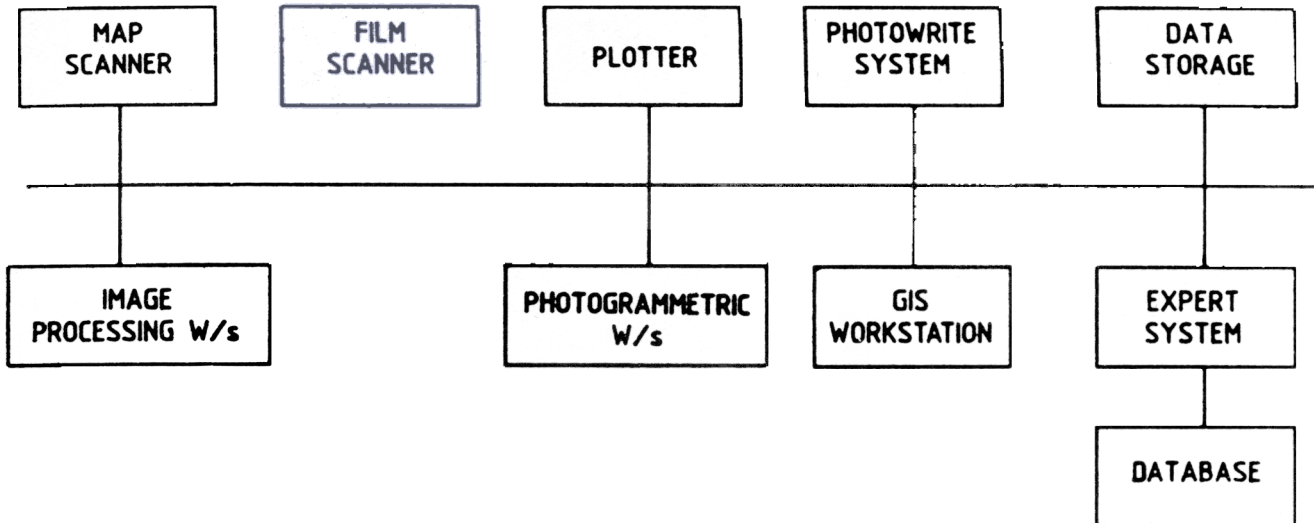 MAP
SCANNER
FILM
SCANNER
PLOTTER
PHOTOWRITE
SYSTEM
DATA
STORAGE
IMAGE
PROCESSING W/s
PHOTOGRAMMETRIC
W/s
GIS
WORKSTATION
EXPERT
SYSTEM
DATABASE